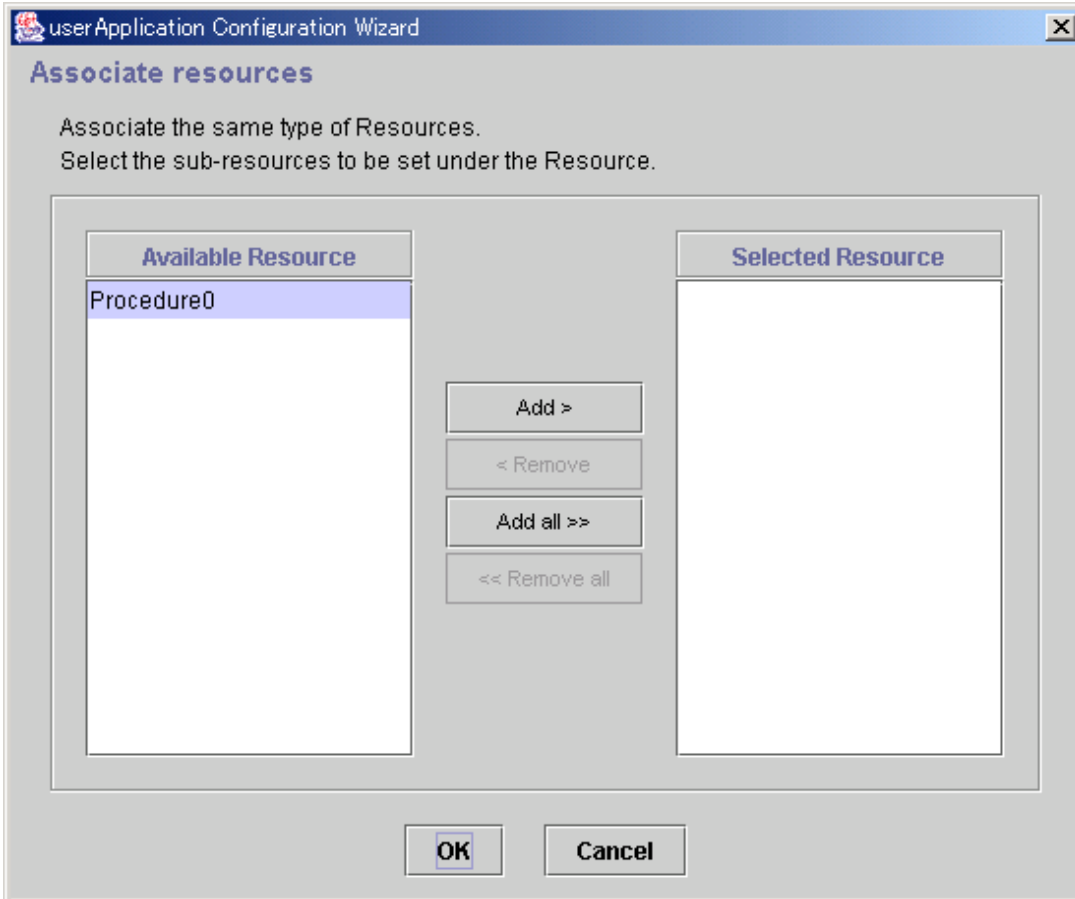 userApplication Configuration Wizard
Associate resources
Associate the same type of Resources.
Select the sub-resources to be set under the Resource.
Available Resource
Selected Resource
Procedure0
Add >
< Remove
Add all >>
<< Remove all
OK
Cancel